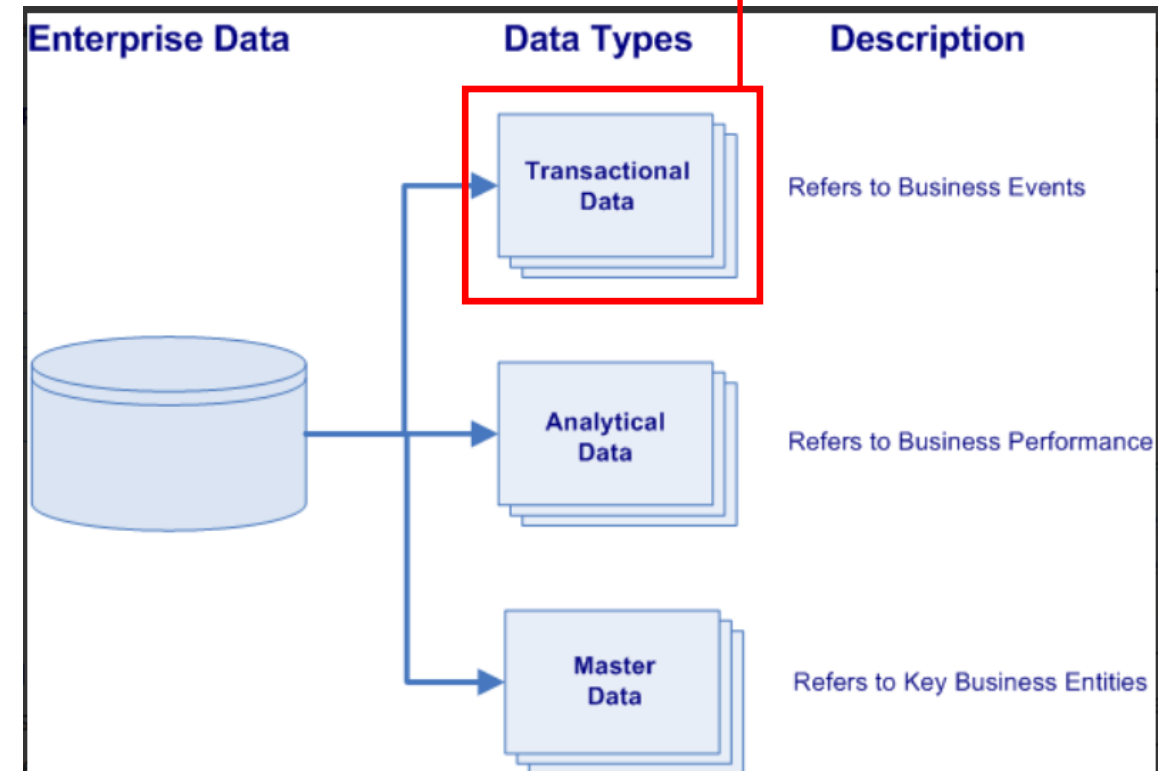 Enterprise Data
Data Types
Description
Transactional
Data
Refers to Business Events
Analytical
Data
Refers to Business Performance
Master
Data
Refers to Key Business Entities